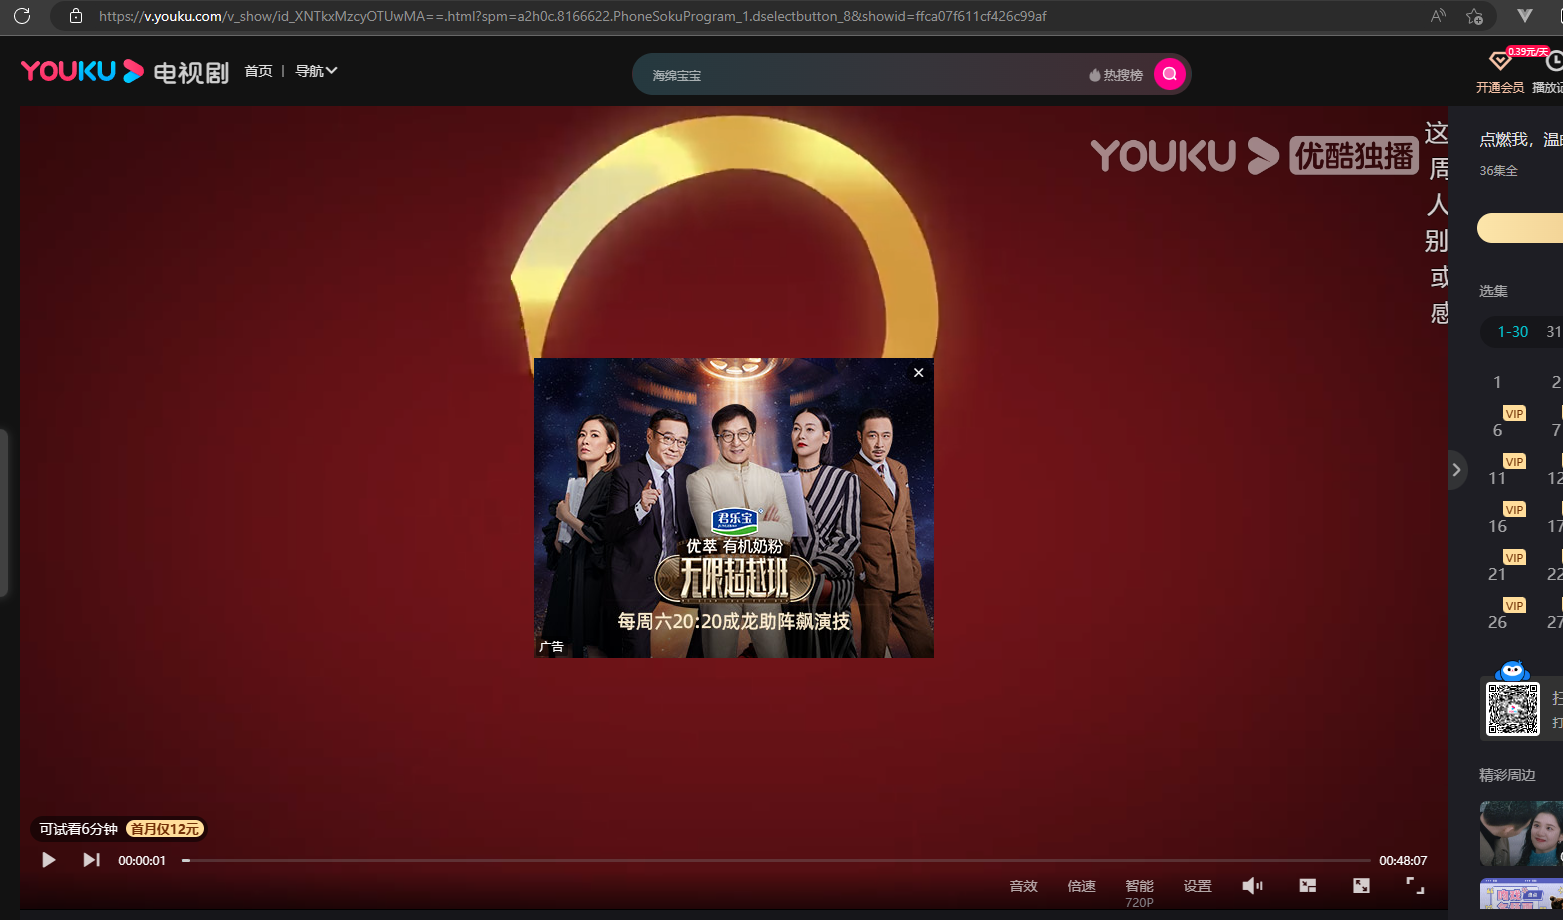 https://v.youku.com/v_show/id_XNTkxMzcyOTUwMA==.html?spm=a2h0c.8166622.PhoneSokuProgram_1.dselectbutton_8&showid=ffca07f611cf426c99af
YOUKU 电视剧 首页 | 导航
海绵宝宝 热搜榜
0.39元/天
开通会员 播放记
YOUKU 优酷独播
这
周
人
别
或
感
点燃我，温
36集全
选集
1-30 31
1 2
VIP
6 7
VIP
11 12
VIP
16 17
VIP
21 22
VIP
26 27
君乐宝
优萃 有机奶粉
无限超越班
每周六20:20成龙助阵飙演技
广告
扫
打
精彩周边
可试看6分钟 首月仅12元
00:00:01 00:48:07
音效 倍速 智能 设置
720P